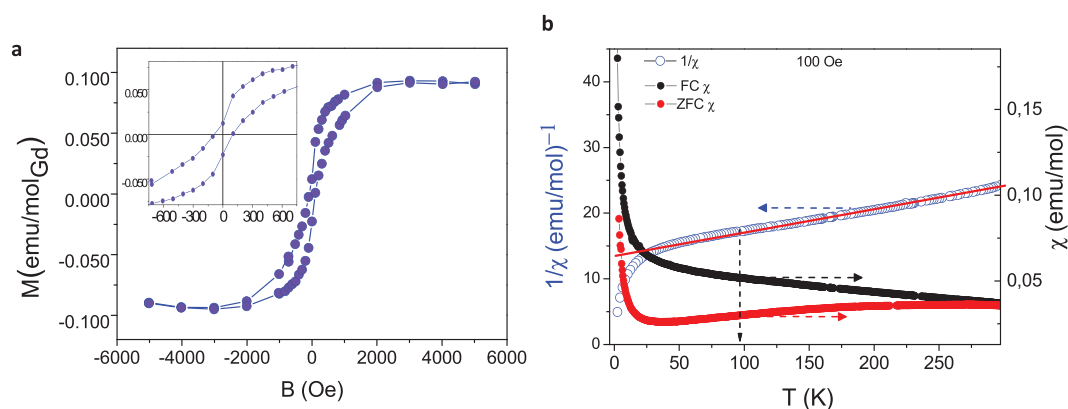 a
M(emu/mol_Gd)
0.100
0.050
0.000
-0.050
-0.100
-6000 -4000 -2000 0 2000 4000 6000
B (Oe)
0.050
0.000
-0.050
-600 -300 0 300 600
b
1/χ (emu/mol)⁻¹
40
30
20
10
0
0 50 100 150 200 250
T (K)
100 Oe
1/χ
FC χ
ZFC χ
0,15
0,10
0,05
χ (emu/mol)